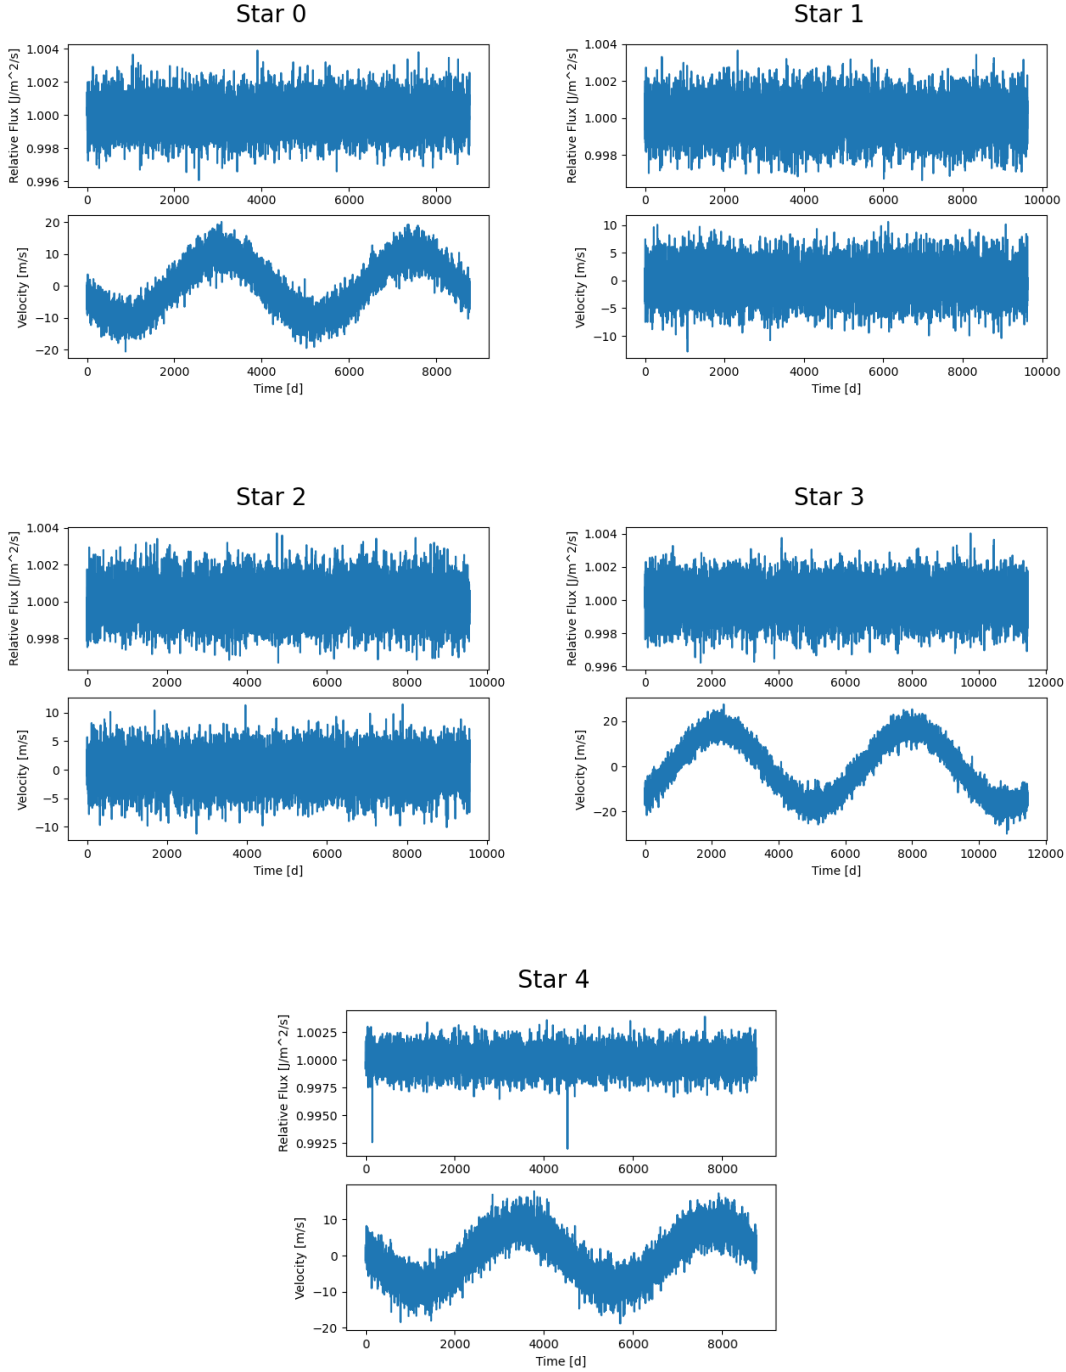 Star 0
Relative Flux [J/m^2/s]
1.004
1.002
1.000
0.998
0.996
0 2000 4000 6000 8000
Velocity [m/s]
20
10
0
−10
−20
0 2000 4000 6000 8000
Time [d]
Star 1
Relative Flux [J/m^2/s]
1.004
1.002
1.000
0.998
0 2000 4000 6000 8000 10000
Velocity [m/s]
10
5
0
−5
−10
0 2000 4000 6000 8000 10000
Time [d]
Star 2
Relative Flux [J/m^2/s]
1.004
1.002
1.000
0.998
0 2000 4000 6000 8000 10000
Velocity [m/s]
10
5
0
−5
−10
0 2000 4000 6000 8000 10000
Time [d]
Star 3
Relative Flux [J/m^2/s]
1.004
1.002
1.000
0.998
0.996
0 2000 4000 6000 8000 10000 12000
Velocity [m/s]
20
0
−20
0 2000 4000 6000 8000 10000 12000
Time [d]
Star 4
Relative Flux [J/m^2/s]
1.0025
1.0000
0.9975
0.9950
0.9925
0 2000 4000 6000 8000
Velocity [m/s]
10
0
−10
−20
0 2000 4000 6000 8000
Time [d]